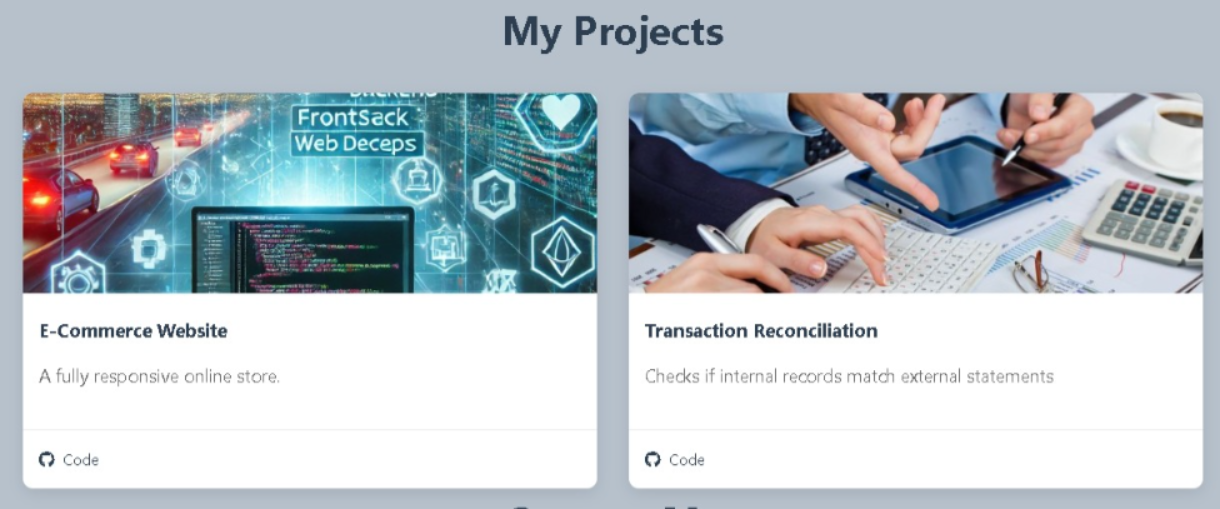 My Projects
FrontSack
Web Deceps
E-Commerce Website
A fully responsive online store.
Code
Transaction Reconciliation
Checks if internal records match external statements
Code